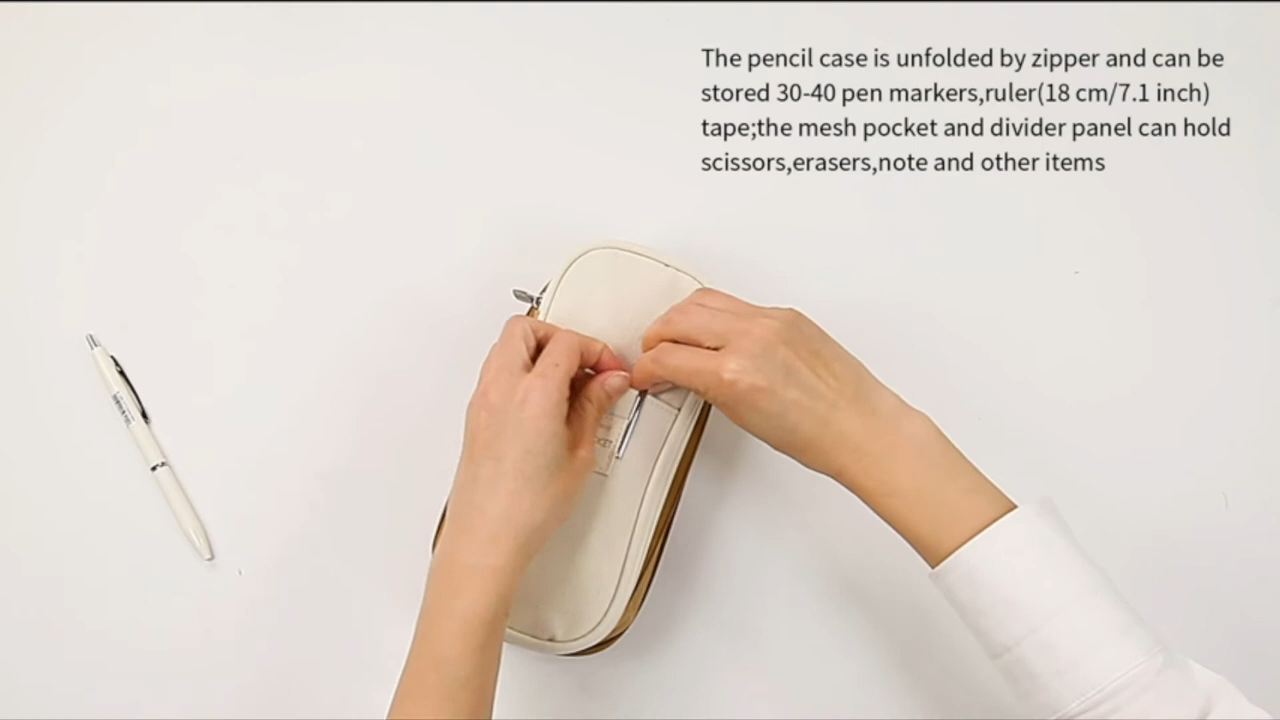 The pencil case is unfolded by zipper and can be
stored 30-40 pen markers,ruler(18 cm/7.1 inch)
tape;the mesh pocket and divider panel can hold
scissors,erasers,note and other items